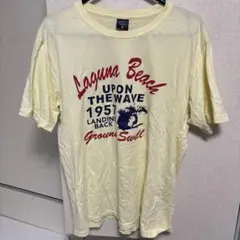 Laguna Beach
UPON
THE WAVE
1951
LANDING
BACK
Ground Swell